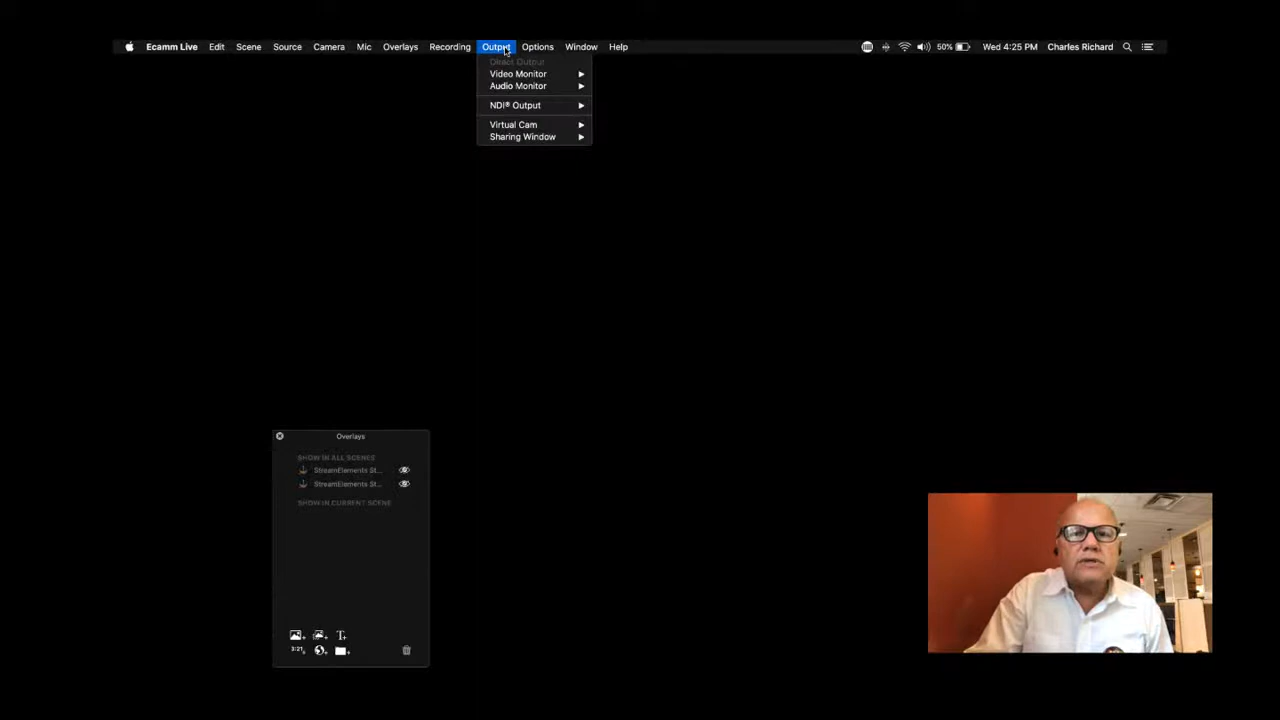 Ecamm Live Edit Scene Source Camera Mic Overlays Recording Output Options Window Help 50% Wed 4:25 PM Charles Richard
Direct Output
Video Monitor
Audio Monitor
NDI® Output
Virtual Cam
Sharing Window
Overlays
SHOW IN ALL SCENES
StreamElements St...
StreamElements St...
SHOW IN CURRENT SCENE
T+
3:21+